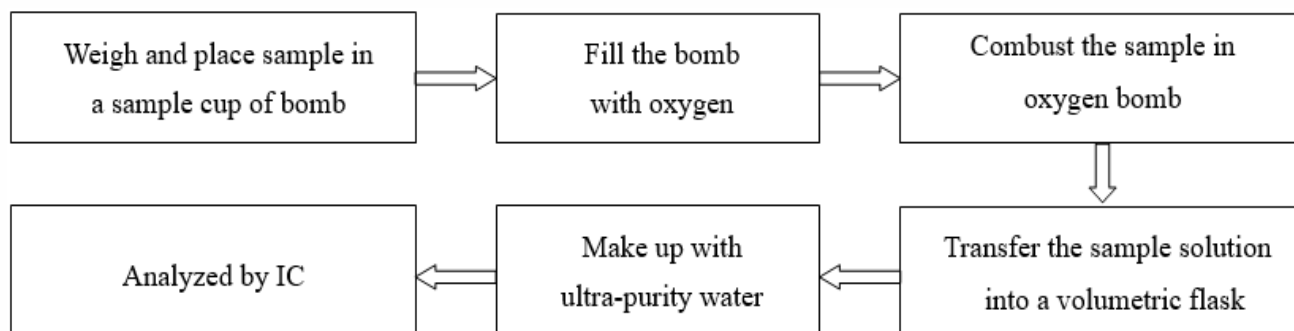 Weigh and place sample in
a sample cup of bomb
Fill the bomb
with oxygen
Combust the sample in
oxygen bomb
Transfer the sample solution
into a volumetric flask
Make up with
ultra-purity water
Analyzed by IC